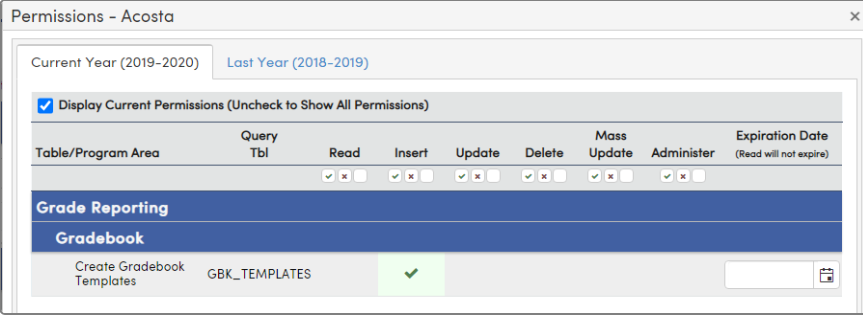 Permissions - Acosta
Current Year (2019-2020) Last Year (2018-2019)
Display Current Permissions (Uncheck to Show All Permissions)
Table/Program Area Query Tbl Read Insert Update Delete Mass Update Administer Expiration Date (Read will not expire)
Grade Reporting
Gradebook
Create Gradebook Templates GBK_TEMPLATES